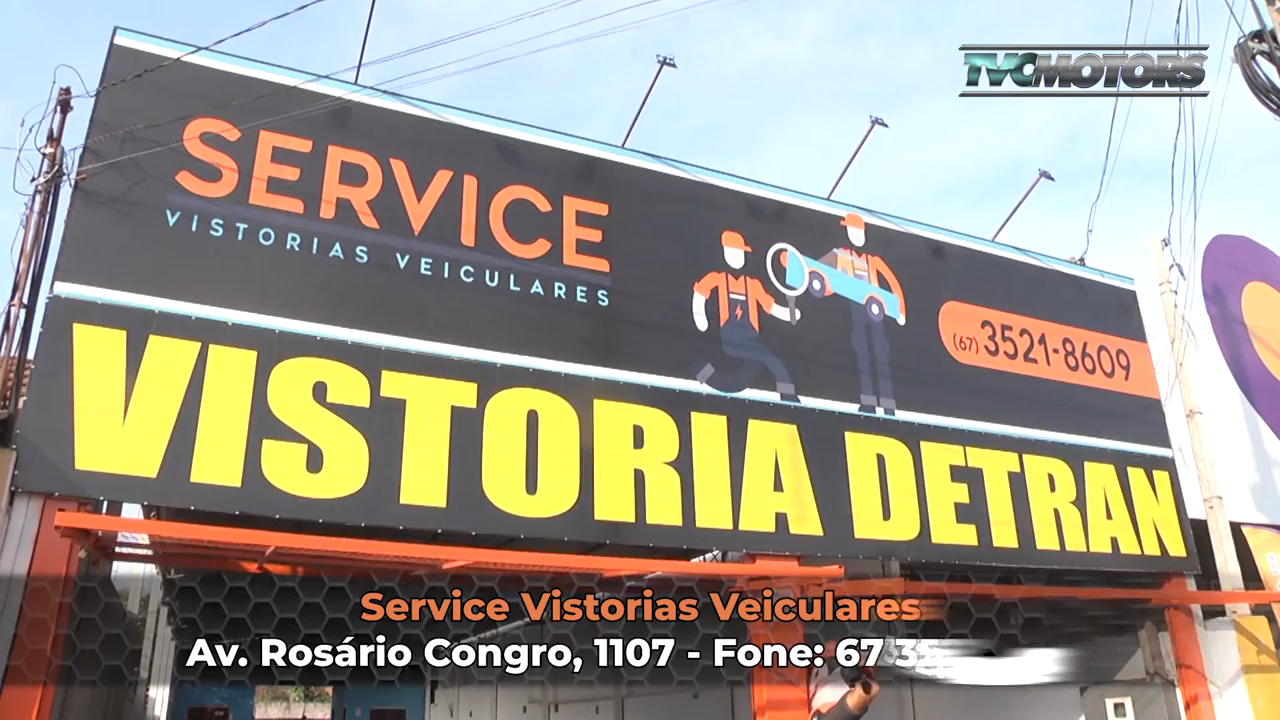 TVCMOTORS
SERVICE
VISTORIAS VEICULARES
(67) 3521-8609
VISTORIA DETRAN
Service Vistorias Veiculares
Av. Rosário Congro, 1107 - Fone: 67